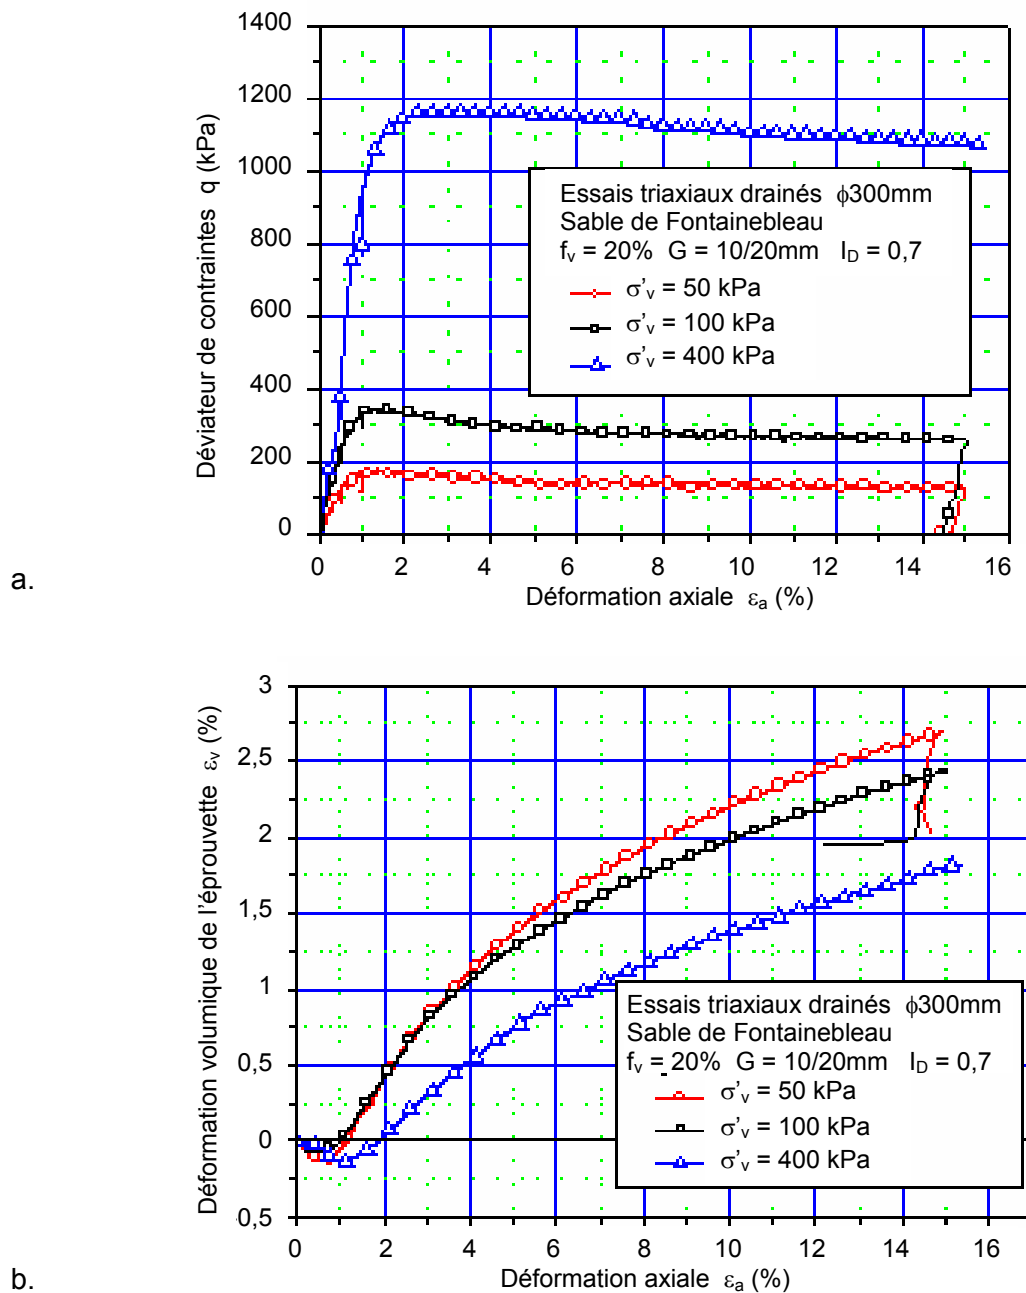 1400
1200
1000
800
600
400
200
0
Déviateur de contraintes q (kPa)
Essais triaxiaux drainés ϕ300mm
Sable de Fontainebleau
fv = 20% G = 10/20mm ID = 0,7
σ'v = 50 kPa
σ'v = 100 kPa
σ'v = 400 kPa
0 2 4 6 8 10 12 14 16
Déformation axiale εa (%)
a.
3
2,5
2
1,5
1
0,5
0
0,5
Déformation volumique de l'éprouvette εv (%)
Essais triaxiaux drainés ϕ300mm
Sable de Fontainebleau
fv = 20% G = 10/20mm ID = 0,7
σ'v = 50 kPa
σ'v = 100 kPa
σ'v = 400 kPa
0 2 4 6 8 10 12 14 16
Déformation axiale εa (%)
b.